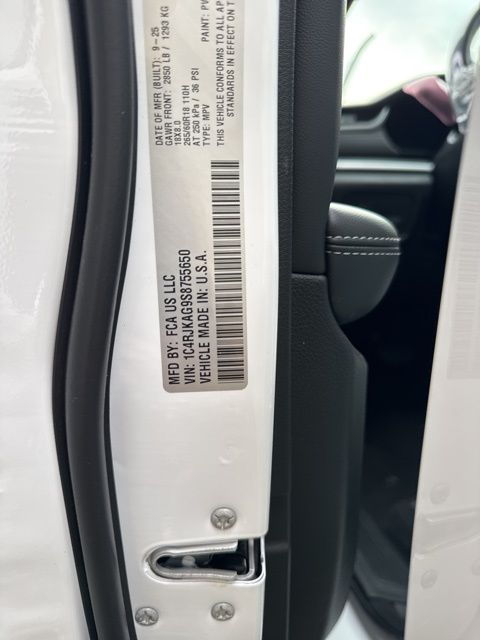 MFD BY: FCA US LLC
VIN: 1C4RJKAG9S8755650
VEHICLE MADE IN: U.S.A.
DATE OF MFR (BUILT): 9-25
GAWR FRONT: 2850 LB / 1293 KG
18X8.0
265/60R18 110H
AT 250 kPa / 36 PSI
TYPE: MPV
PAINT: PW
THIS VEHICLE CONFORMS TO ALL AP
STANDARDS IN EFFECT ON T